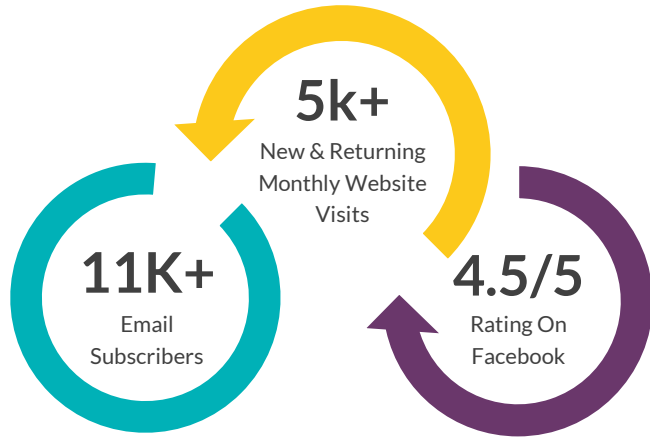 5k+
New & Returning
Monthly Website
Visits
11K+
Email
Subscribers
4.5/5
Rating On
Facebook